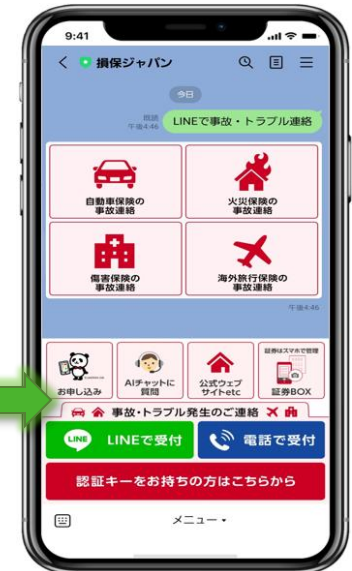 9:41
損保ジャパン
今日
既読
午後4:46
LINEで事故・トラブル連絡
自動車保険の
事故連絡
火災保険の
事故連絡
傷害保険の
事故連絡
海外旅行保険の
事故連絡
午後4:46
お申し込み
AIチャットに
質問
公式ウェブ
サイトetc
証券はスマホで管理
証券BOX
事故・トラブル発生のご連絡
LINE
LINEで受付
電話で受付
認証キーをお持ちの方はこちらから
メニュー